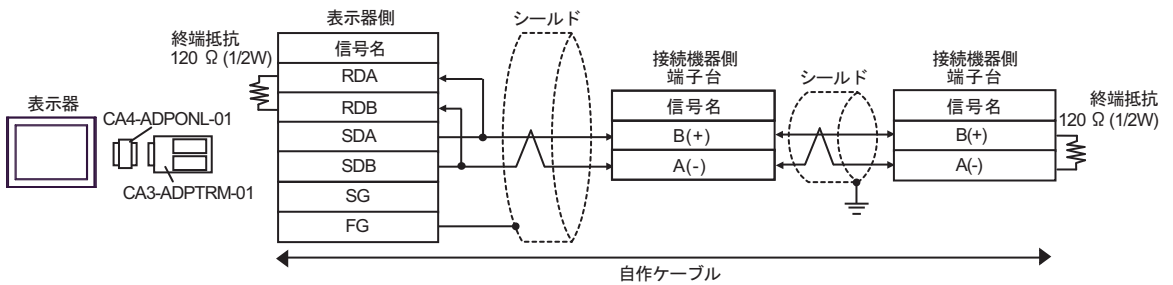 表示器
CA4-ADPONL-01
CA3-ADPTRM-01
終端抵抗
120 Ω (1/2W)
表示器側
信号名
RDA
RDB
SDA
SDB
SG
FG
シールド
接続機器側
端子台
信号名
B(+)
A(-)
シールド
接続機器側
端子台
信号名
B(+)
A(-)
終端抵抗
120 Ω (1/2W)
自作ケーブル